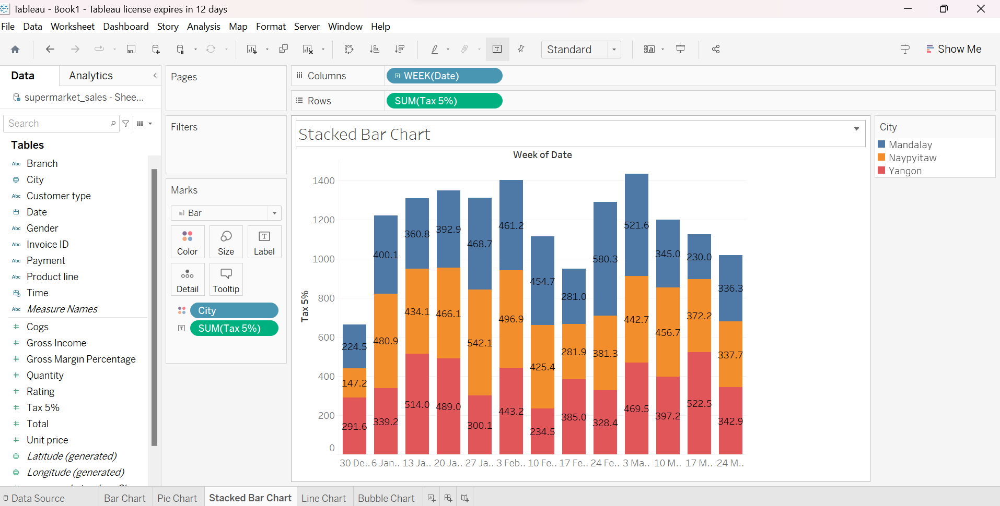 Tableau - Book1 - Tableau license expires in 12 days
File Data Worksheet Dashboard Story Analysis Map Format Server Window Help
Standard
Show Me
Data Analytics
supermarket_sales - Shee...
Search
Tables
Abc Branch
City
Abc Customer type
Date
Abc Gender
Abc Invoice ID
Abc Payment
Abc Product line
Time
Abc Measure Names
# Cogs
# Gross Income
# Gross Margin Percentage
# Quantity
# Rating
# Tax 5%
# Total
# Unit price
Latitude (generated)
Longitude (generated)
Pages
Filters
Marks
Bar
Color Size Label
Detail Tooltip
City
SUM(Tax 5%)
Columns WEEK(Date)
Rows SUM(Tax 5%)
Stacked Bar Chart
Week of Date
Tax 5%
1400
1200
1000
800
600
400
200
0
224.5 147.2 291.6
400.1 480.9 339.2
360.8 434.1 514.0
392.9 466.1 489.0
468.7 542.1 300.1
461.2 496.9 443.2
454.7 425.4 234.5
281.0 281.9 385.0
580.3 381.3 328.4
521.6 442.7 469.5
345.0 456.7 397.2
230.0 372.2 522.5
336.3 337.7 342.9
30 De.. 6 Jan.. 13 Ja.. 20 Ja.. 27 Ja.. 3 Feb.. 10 Fe.. 17 Fe.. 24 Fe.. 3 Ma.. 10 M.. 17 M.. 24 M..
City
Mandalay
Naypyitaw
Yangon
Data Source Bar Chart Pie Chart Stacked Bar Chart Line Chart Bubble Chart